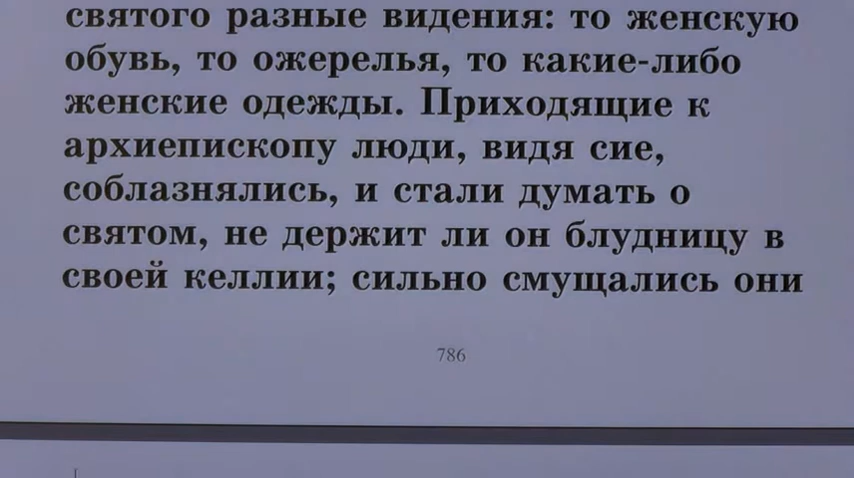 святого разные видения: то женскую
обувь, то ожерелья, то какие-либо
женские одежды. Приходящие к
архиепископу люди, видя сие,
соблазнялись, и стали думать о
святом, не держит ли он блудницу в
своей келлии; сильно смущались они
786